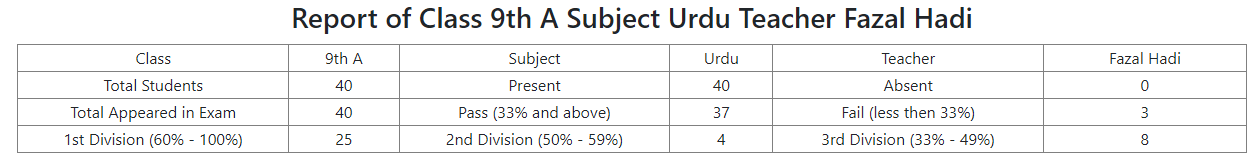 Report of Class 9th A Subject Urdu Teacher Fazal Hadi
Class 9th A Subject Urdu Teacher Fazal Hadi
Total Students 40 Present 40 Absent 0
Total Appeared in Exam 40 Pass (33% and above) 37 Fail (less then 33%) 3
1st Division (60% - 100%) 25 2nd Division (50% - 59%) 4 3rd Division (33% - 49%) 8